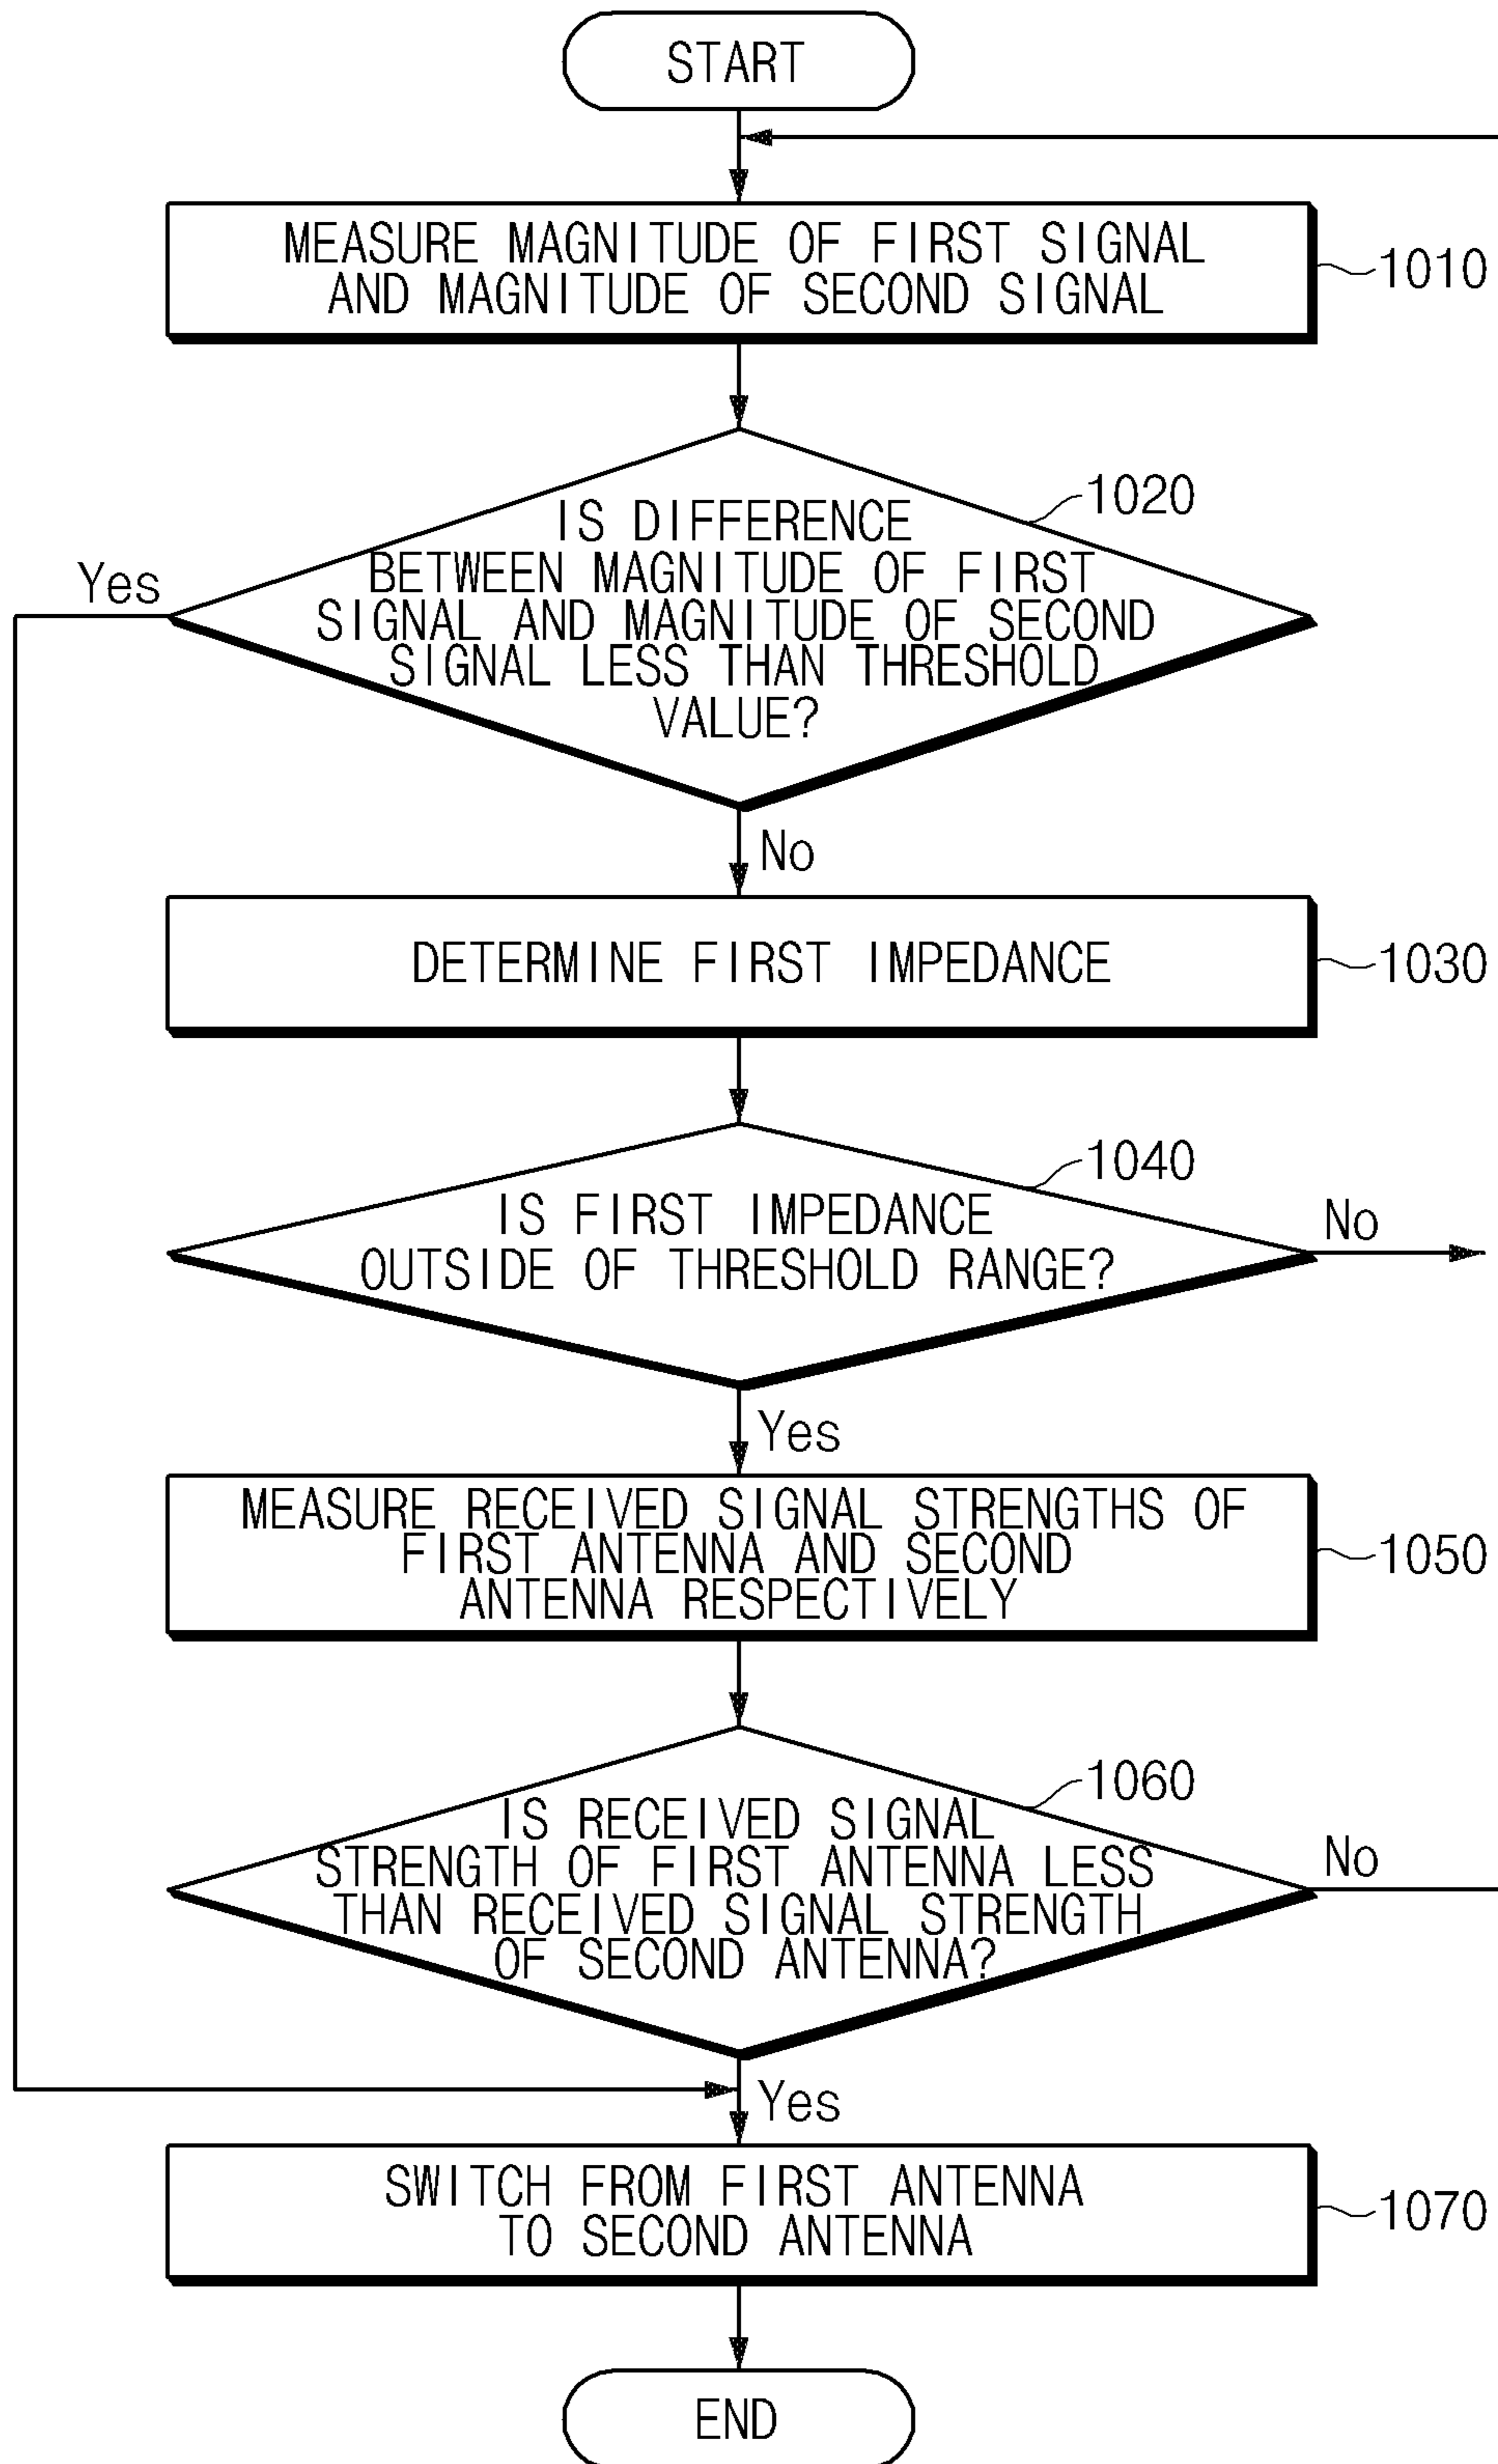 START
MEASURE MAGNITUDE OF FIRST SIGNAL
AND MAGNITUDE OF SECOND SIGNAL
1010
1020
IS DIFFERENCE
BETWEEN MAGNITUDE OF FIRST
SIGNAL AND MAGNITUDE OF SECOND
SIGNAL LESS THAN THRESHOLD
VALUE?
Yes
No
DETERMINE FIRST IMPEDANCE
1030
1040
IS FIRST IMPEDANCE
OUTSIDE OF THRESHOLD RANGE?
No
Yes
MEASURE RECEIVED SIGNAL STRENGTHS OF
FIRST ANTENNA AND SECOND
ANTENNA RESPECTIVELY
1050
1060
IS RECEIVED SIGNAL
STRENGTH OF FIRST ANTENNA LESS
THAN RECEIVED SIGNAL STRENGTH
OF SECOND ANTENNA?
No
Yes
SWITCH FROM FIRST ANTENNA
TO SECOND ANTENNA
1070
END